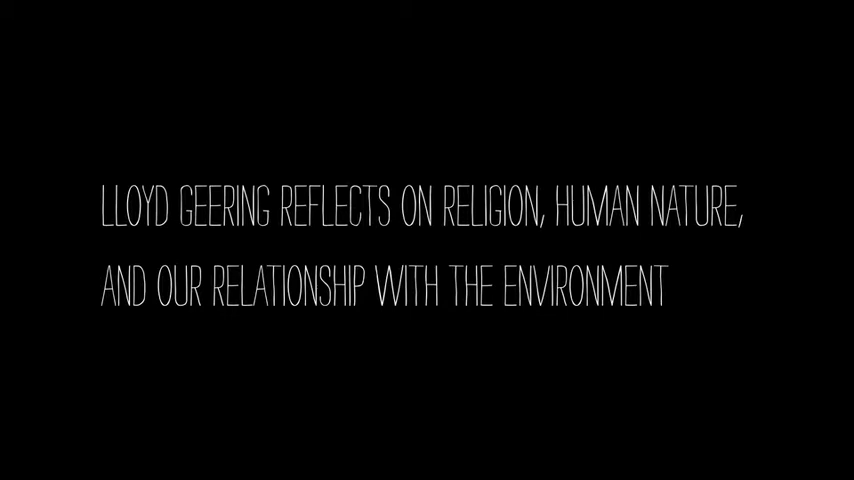 LLOYD GEERING REFLECTS ON RELIGION, HUMAN NATURE,
AND OUR RELATIONSHIP WITH THE ENVIRONMENT